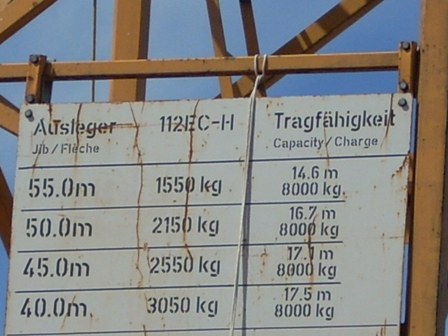 Ausleger 112EC-H Tragfähigkeit
Jib/Flèche Capacity/Charge
55.0m 1550 kg 14.6 m
8000 kg
50.0m 2150 kg 16.7 m
8000 kg
45.0m 2550 kg 17.1 m
8000 kg
40.0m 3050 kg 17.5 m
8000 kg